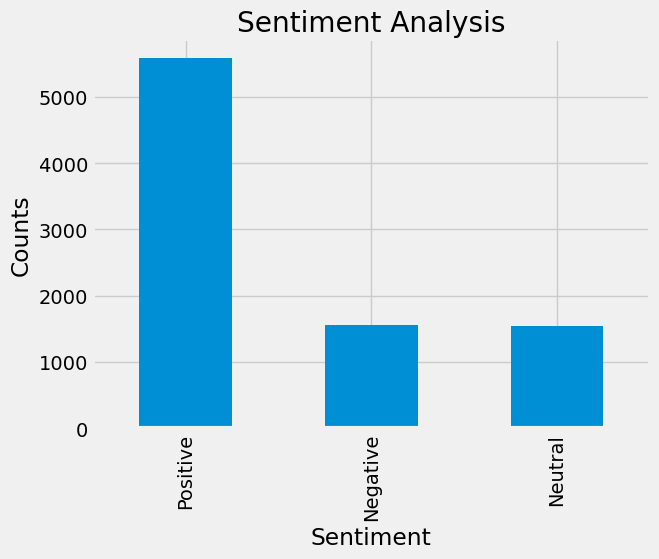 Sentiment Analysis
Counts
5000
4000
3000
2000
1000
0
Positive
Negative
Neutral
Sentiment